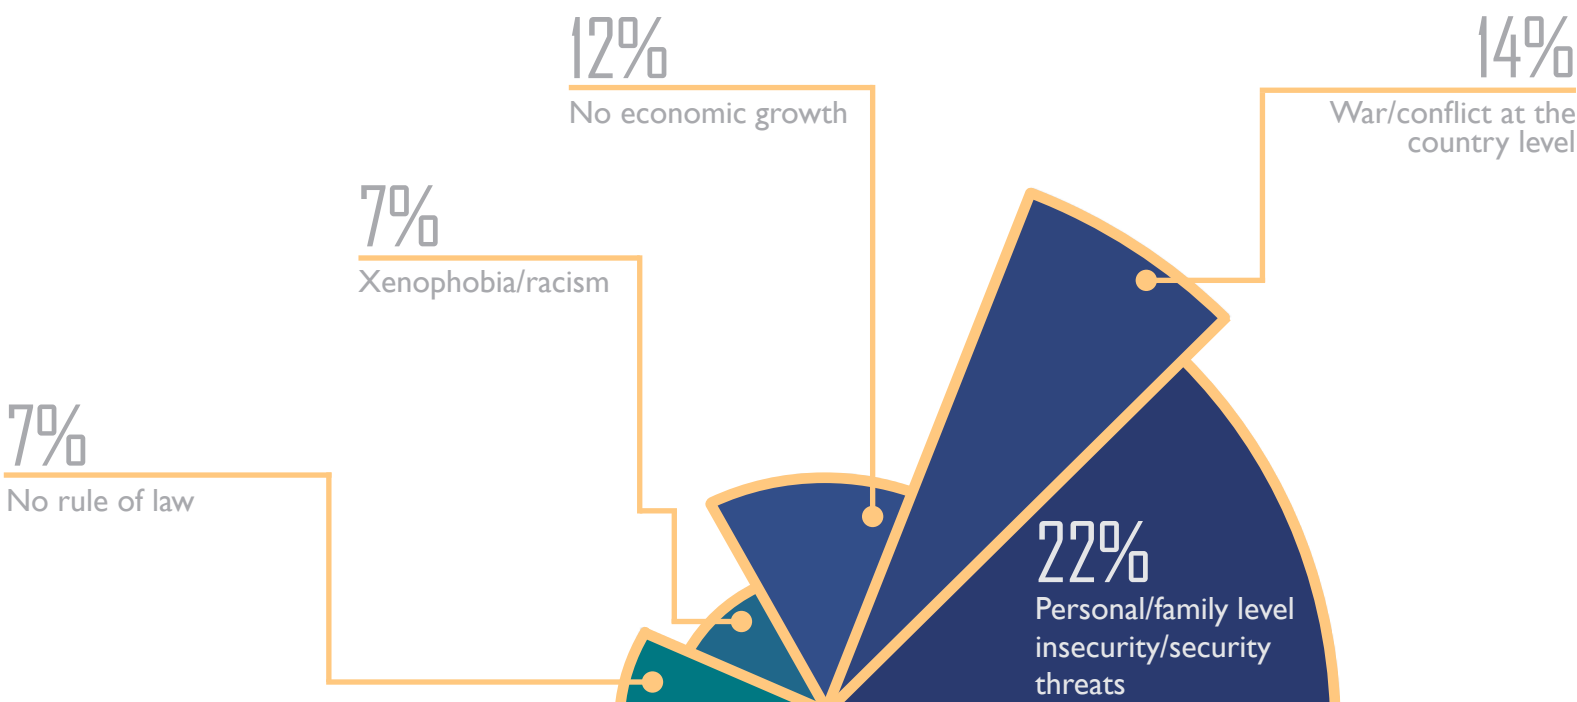 12%
No economic growth
14%
War/conflict at the
country level
7%
Xenophobia/racism
7%
No rule of law
22%
Personal/family level
insecurity/security
threats